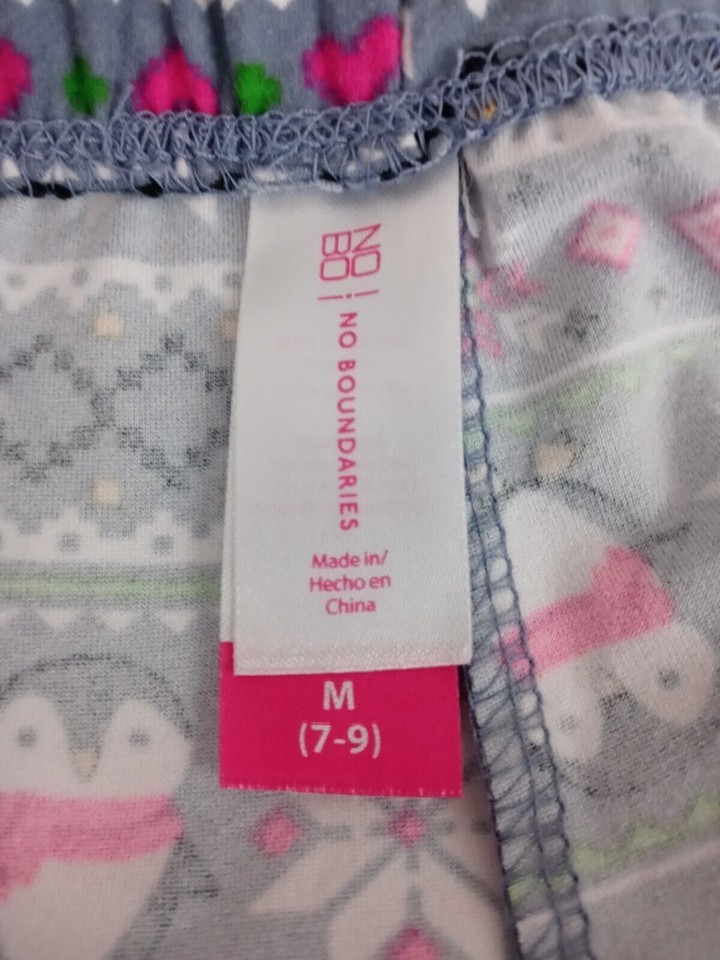 NO
BO
NO BOUNDARIES
Made in/
Hecho en
China
M
(7-9)